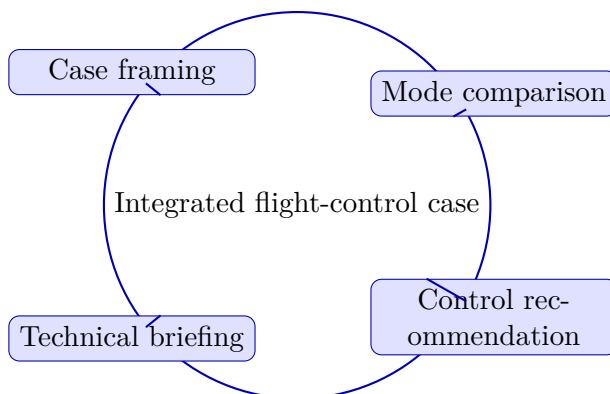 Case framing
Mode comparison
Integrated flight-control case
Control rec-
ommendation
Technical briefing